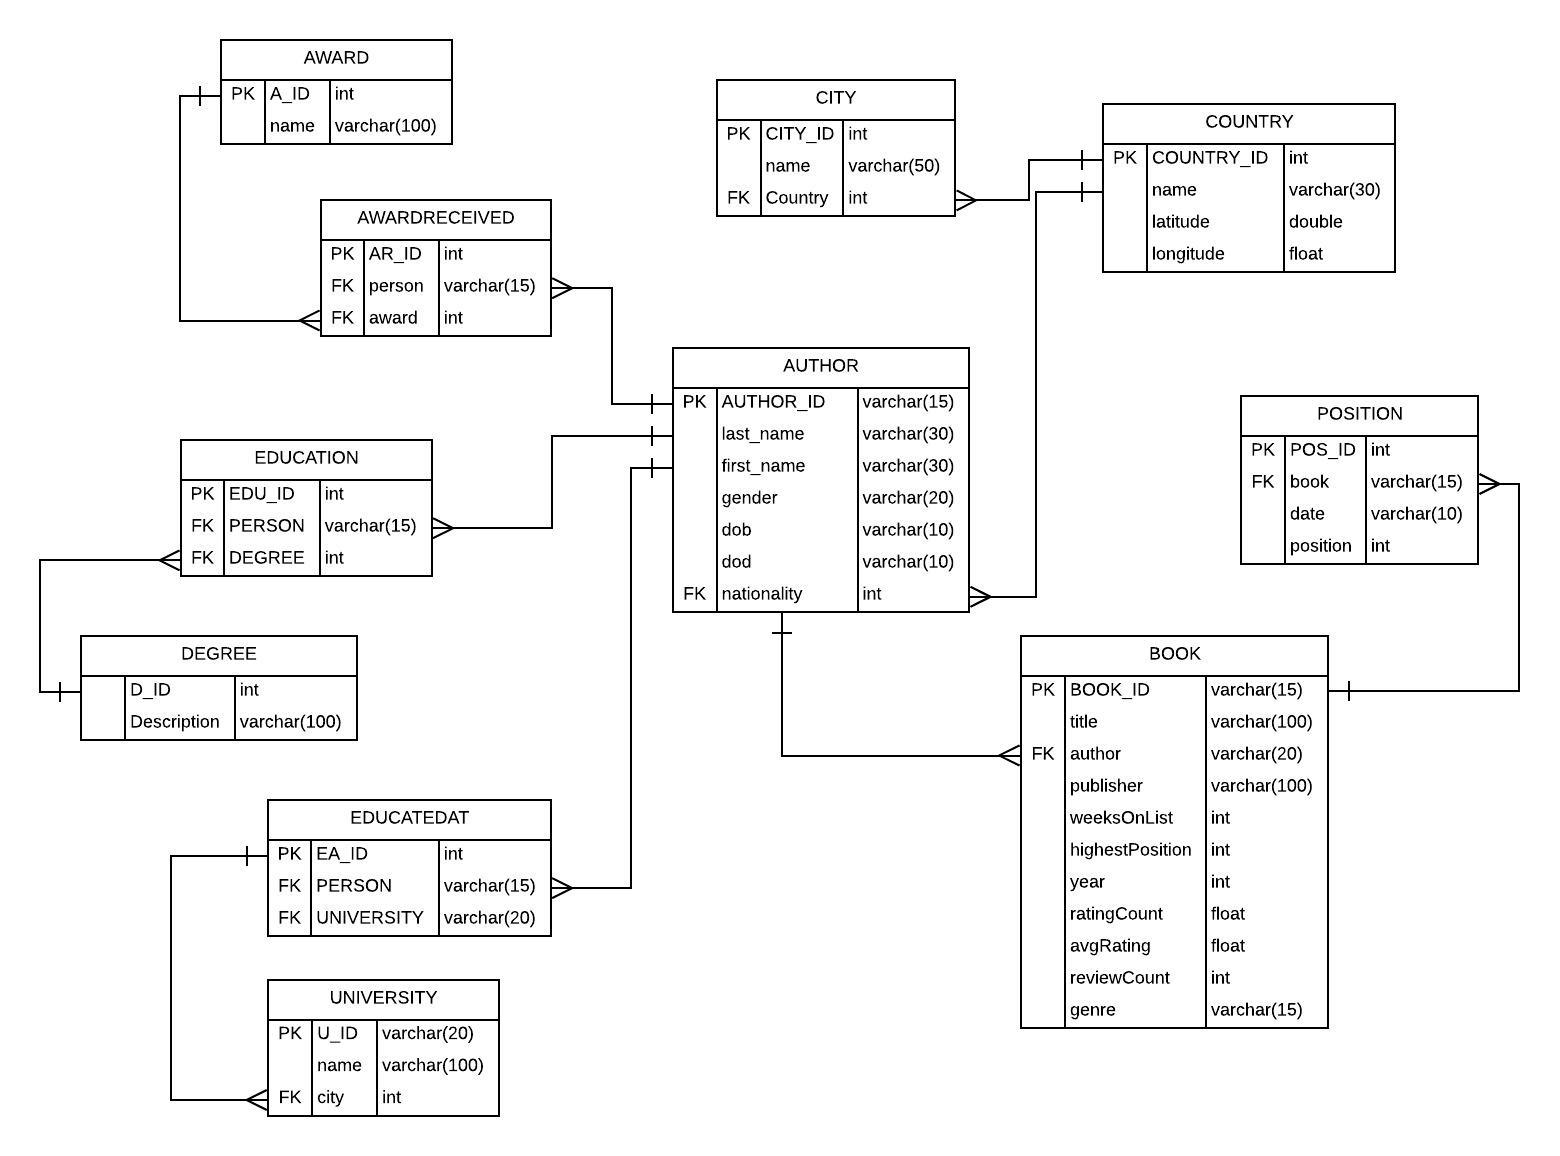 AWARD
PK A_ID int
name varchar(100)
CITY
PK CITY_ID int
name varchar(50)
FK Country int
COUNTRY
PK COUNTRY_ID int
name varchar(30)
latitude double
longitude float
AWARDRECEIVED
PK AR_ID int
FK person varchar(15)
FK award int
AUTHOR
PK AUTHOR_ID varchar(15)
last_name varchar(30)
first_name varchar(30)
gender varchar(20)
dob varchar(10)
dod varchar(10)
FK nationality int
POSITION
PK POS_ID int
FK book varchar(15)
date varchar(10)
position int
EDUCATION
PK EDU_ID int
FK PERSON varchar(15)
FK DEGREE int
DEGREE
D_ID int
Description varchar(100)
BOOK
PK BOOK_ID varchar(15)
title varchar(100)
FK author varchar(20)
publisher varchar(100)
weeksOnList int
highestPosition int
year int
ratingCount float
avgRating float
reviewCount int
genre varchar(15)
EDUCATEDAT
PK EA_ID int
FK PERSON varchar(15)
FK UNIVERSITY varchar(20)
UNIVERSITY
PK U_ID varchar(20)
name varchar(100)
FK city int